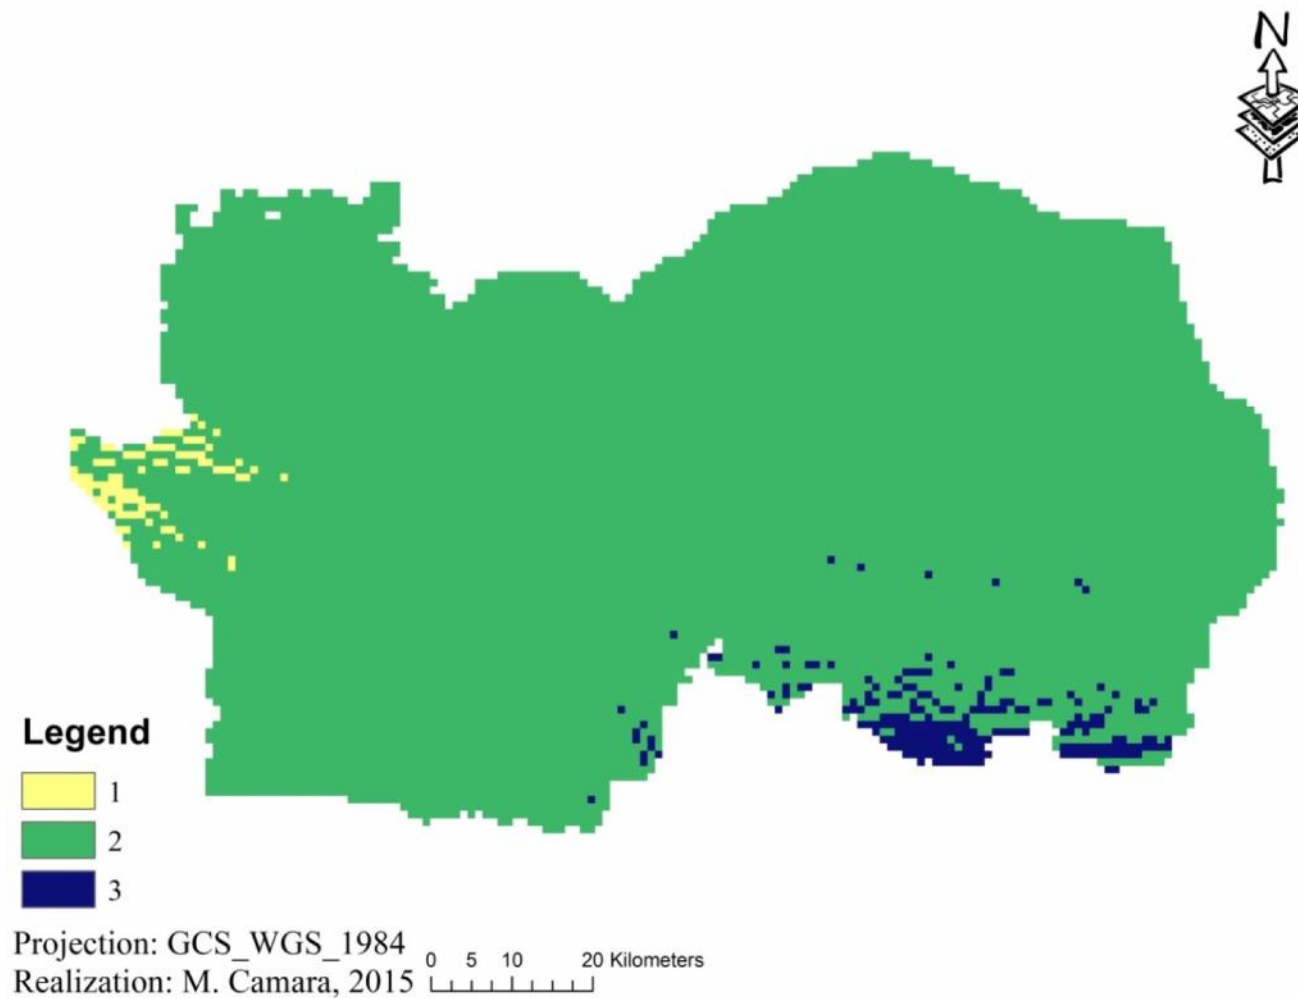 N
Legend
1
2
3
Projection: GCS_WGS_1984
Realization: M. Camara, 2015
0 5 10 20 Kilometers